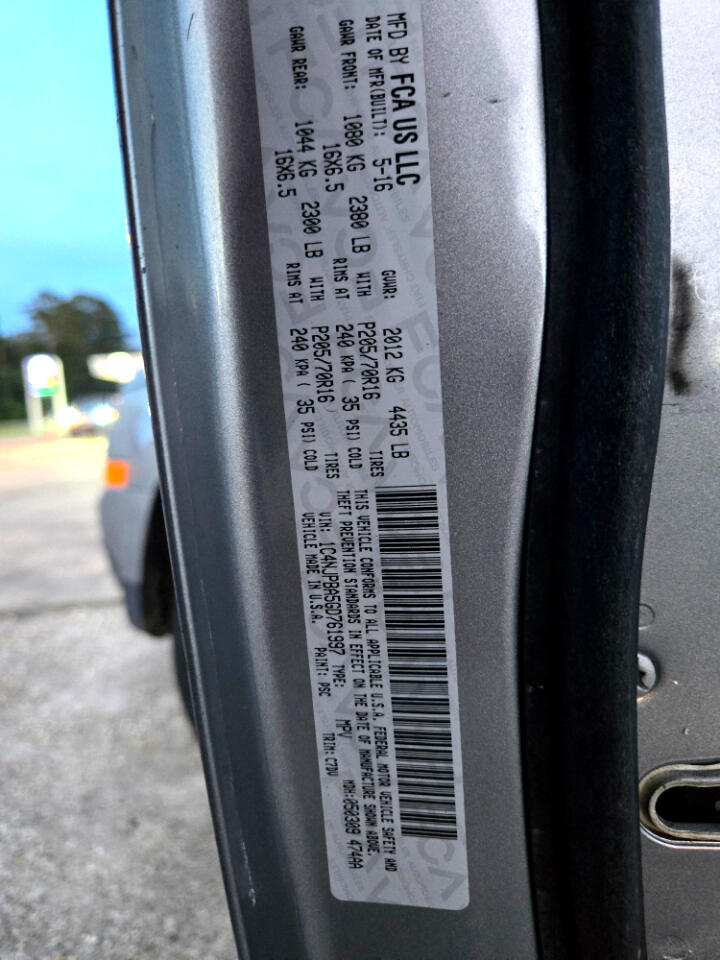 MFD BY FCA US LLC
DATE OF MFR(BUILT): 5-16 GVWR: 2012 KG 4435 LB
GAWR FRONT: 1080 KG 2380 LB WITH P205/70R16 TIRES
16X6.5 RIMS AT 240 KPA ( 35 PSI) COLD
GAWR REAR: 1044 KG 2300 LB WITH P205/70R16 TIRES
16X6.5 RIMS AT 240 KPA ( 35 PSI) COLD
THIS VEHICLE CONFORMS TO ALL APPLICABLE U.S.A. FEDERAL MOTOR VEHICLE SAFETY AND
THEFT PREVENTION STANDARDS IN EFFECT ON THE DATE OF MANUFACTURE SHOWN ABOVE.
VIN: 1C4NJPBA5GD761997 TYPE: MPV MDH:050309 474AA
VEHICLE MADE IN U.S.A. PAINT: PSC TRIM: C7DV